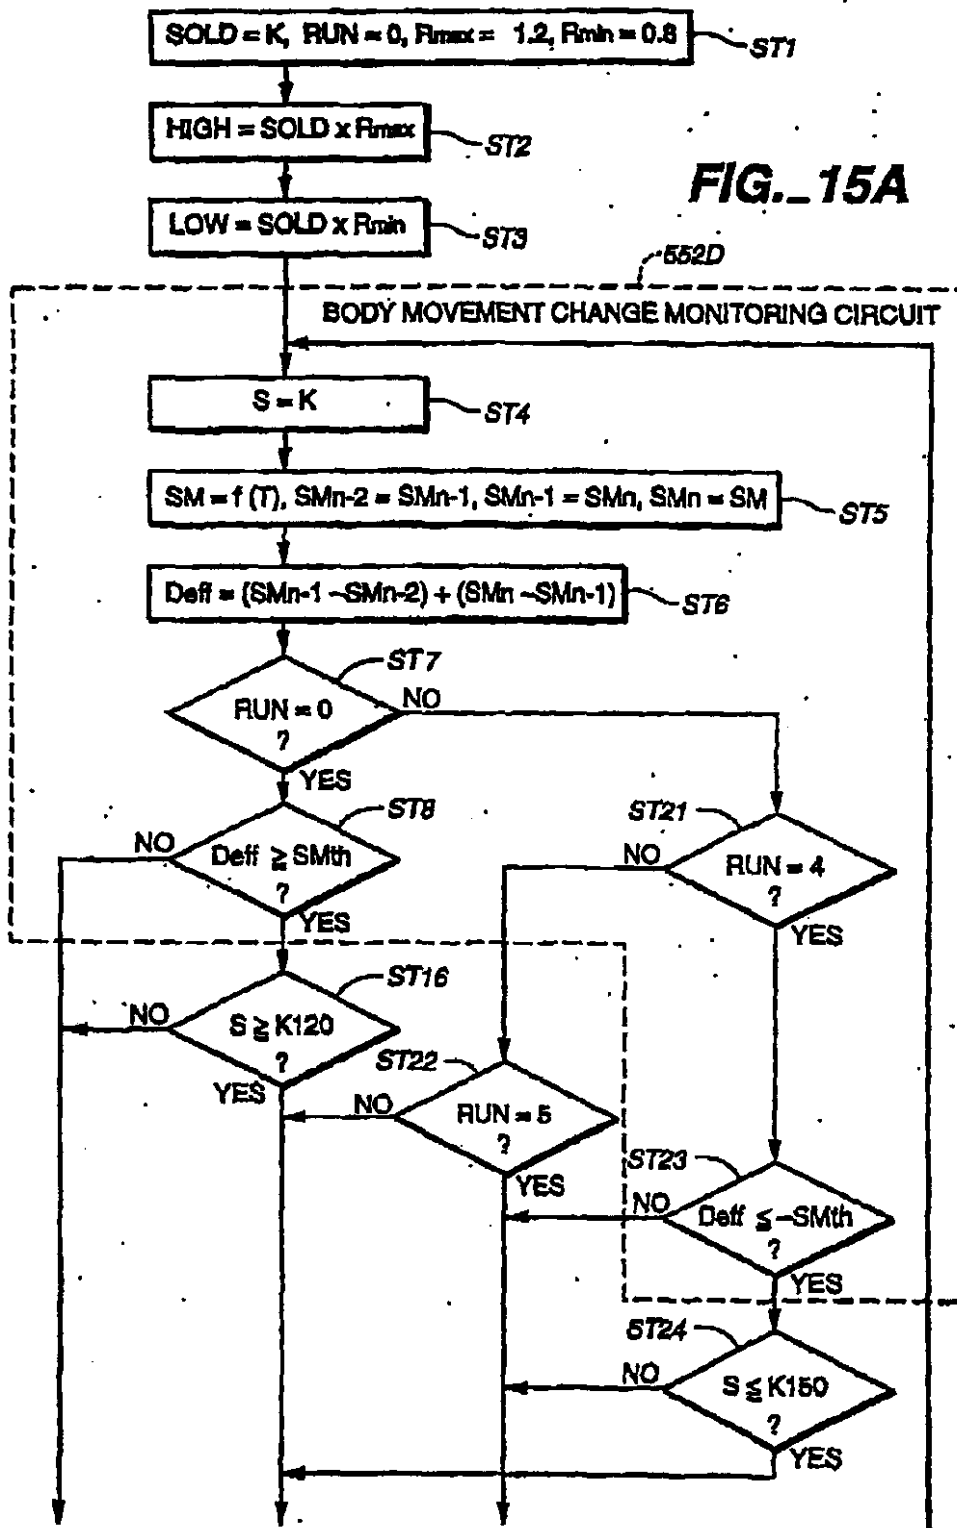 SOLD = K, RUN = 0, Rmax = 1.2, Rmin = 0.8
ST1
HIGH = SOLD x Rmax
ST2
FIG._15A
LOW = SOLD x Rmin
ST3
552D
BODY MOVEMENT CHANGE MONITORING CIRCUIT
S = K
ST4
SM = f (T), SMn-2 = SMn-1, SMn-1 = SMn, SMn = SM
ST5
Deff = (SMn-1 –SMn-2) + (SMn –SMn-1)
ST6
ST7
RUN = 0
?
NO
YES
ST8
NO
Deff ≧ SMth
?
YES
ST21
NO
RUN = 4
?
YES
ST16
NO
S ≧ K120
?
YES
ST22
NO
RUN = 5
?
YES
ST23
NO
Deff ≦ –SMth
?
YES
ST24
NO
S ≦ K150
?
YES